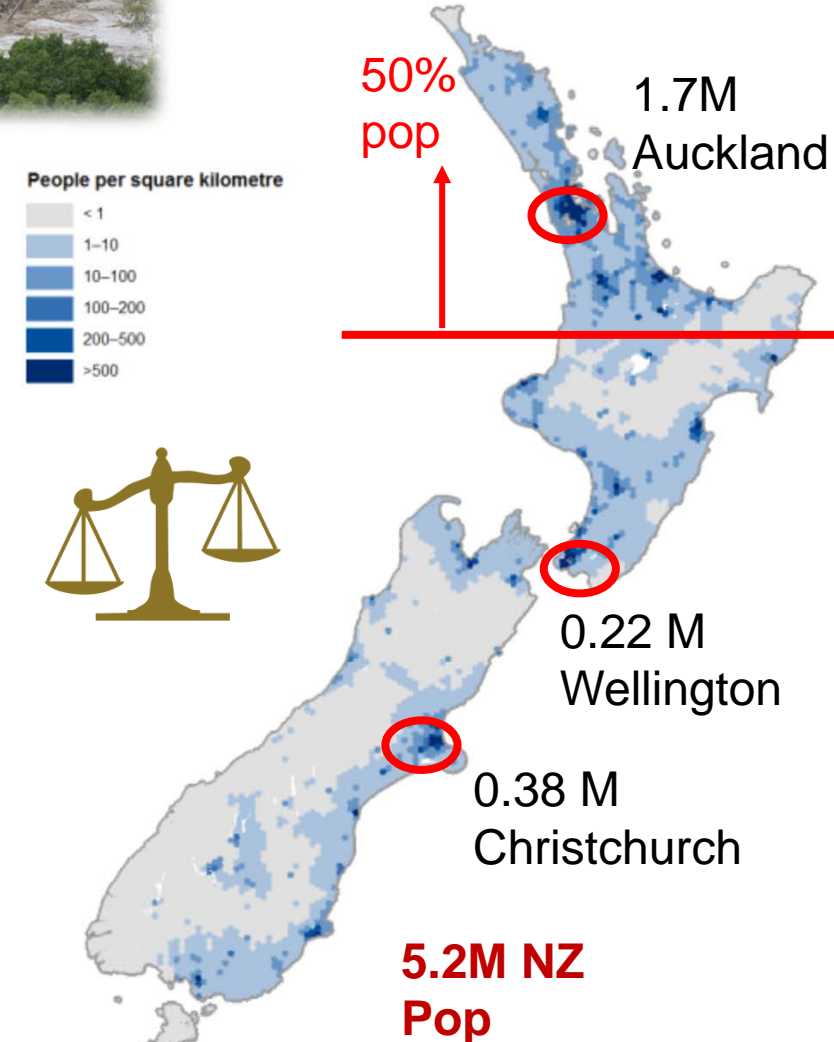 50%
pop
1.7M
Auckland
People per square kilometre
< 1
1–10
10–100
100–200
200–500
>500
0.22 M
Wellington
0.38 M
Christchurch
5.2M NZ
Pop